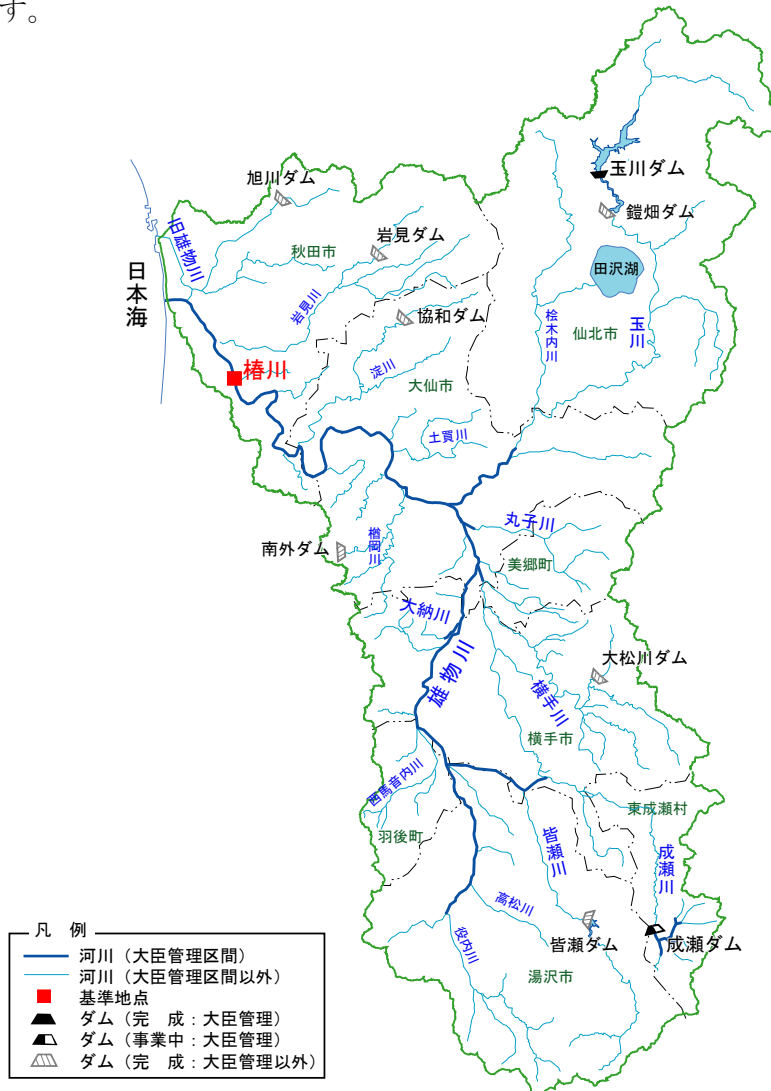 す。
玉川ダム
旭川ダム
鎧畑ダム
旧雄物川
岩見ダム
秋田市
田沢湖
日本海
岩見川
協和ダム
桧木内川
仙北市
玉川
椿川
淀川
大仙市
土買川
丸子川
南外ダム
楢岡川
美郷町
大納川
雄物川
大松川ダム
横手川
横手市
西馬音内川
東成瀬村
羽後町
皆瀬川
成瀬川
高松川
役内川
皆瀬ダム
成瀬ダム
湯沢市
凡 例
河川(大臣管理区間)
河川(大臣管理区間以外)
基準地点
ダム(完 成:大臣管理)
ダム(事業中:大臣管理)
ダム(完 成:大臣管理以外)